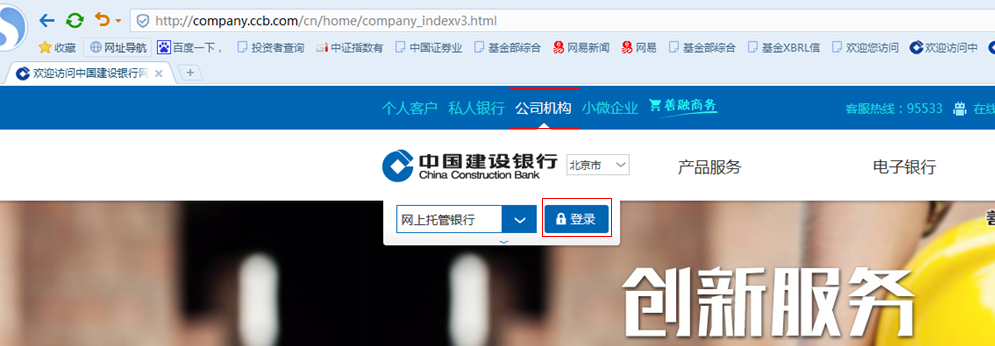 http://company.ccb.com/cn/home/company_indexv3.html
收藏 网址导航 百度一下， 投资者查询 中证指数有 中国证券业 基金部综合 网易新闻 网易 基金部综合 基金XBRL信 欢迎您访问 欢迎访问中
欢迎访问中国建设银行网
个人客户 私人银行 公司机构 小微企业 善融商务 客服热线：95533 在线
中国建设银行 北京市 产品服务 电子银行
China Construction Bank
网上托管银行 登录
善
创新服务